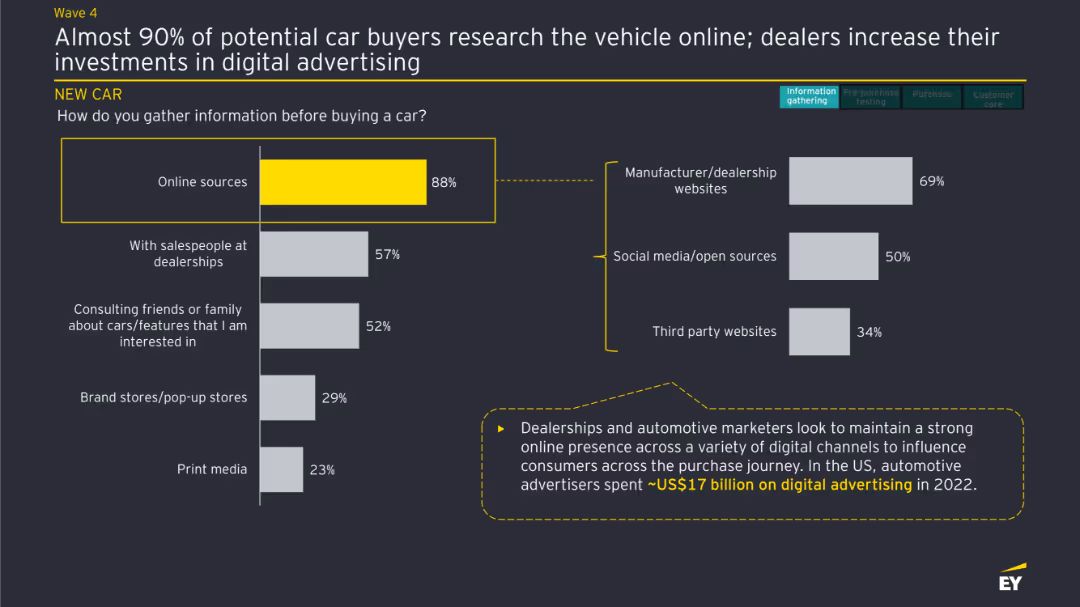 Wave 4
Almost 90% of potential car buyers research the vehicle online; dealers increase their
investments in digital advertising
NEW CAR
Information
gathering
Pre-purchase
testing
Purchase
Customer
care
How do you gather information before buying a car?
Online sources
88%
With salespeople at
dealerships
57%
Consulting friends or family
about cars/features that I am
interested in
52%
Brand stores/pop-up stores
29%
Print media
23%
Manufacturer/dealership
websites
69%
Social media/open sources
50%
Third party websites
34%
► Dealerships and automotive marketers look to maintain a strong
online presence across a variety of digital channels to influence
consumers across the purchase journey. In the US, automotive
advertisers spent ~US$17 billion on digital advertising in 2022.
EY